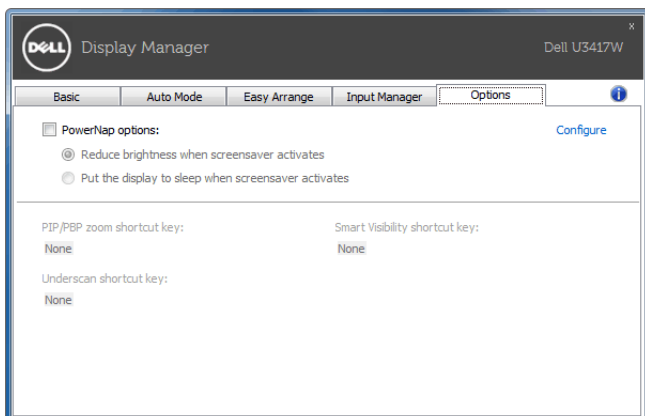 x
DELL Display Manager Dell U3417W
Basic Auto Mode Easy Arrange Input Manager Options i
PowerNap options: Configure
Reduce brightness when screensaver activates
Put the display to sleep when screensaver activates
PIP/PBP zoom shortcut key: Smart Visibility shortcut key:
None None
Underscan shortcut key:
None